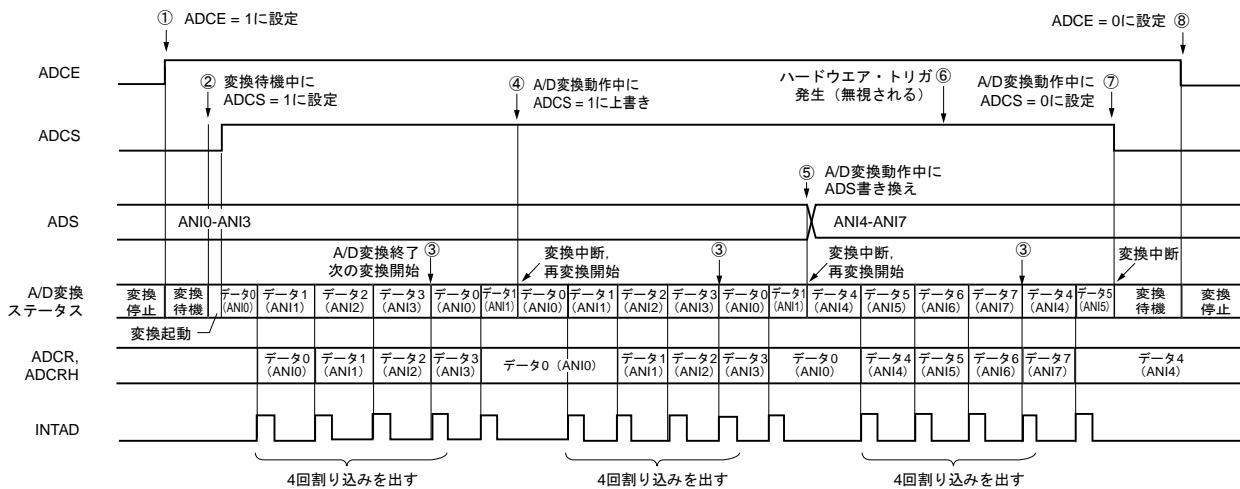 ① ADCE = 1に設定
ADCE = 0に設定 ⑧
ADCE
② 変換待機中に
ADCS = 1に設定
④ A/D変換動作中に
ADCS = 1に上書き
ハードウエア・トリガ ⑥
発生（無視される）
A/D変換動作中に ⑦
ADCS = 0に設定
ADCS
⑤ A/D変換動作中に
ADS書き換え
ADS
ANI0-ANI3
ANI4-ANI7
A/D変換終了 ③
次の変換開始
変換中断,
再変換開始
③
変換中断,
再変換開始
③
変換中断
A/D変換
ステータス
変換
停止
変換
待機
データ0
(ANI0)
データ1
(ANI1)
データ2
(ANI2)
データ3
(ANI3)
データ0
(ANI0)
データ1
(ANI1)
データ0
(ANI0)
データ1
(ANI1)
データ2
(ANI2)
データ3
(ANI3)
データ0
(ANI0)
データ1
(ANI1)
データ4
(ANI4)
データ5
(ANI5)
データ6
(ANI6)
データ7
(ANI7)
データ4
(ANI4)
データ5
(ANI5)
変換
待機
変換
停止
変換起動
ADCR,
ADCRH
データ0
(ANI0)
データ1
(ANI1)
データ2
(ANI2)
データ3
(ANI3)
データ0 (ANI0)
データ1
(ANI1)
データ2
(ANI2)
データ3
(ANI3)
データ0
(ANI0)
データ4
(ANI4)
データ5
(ANI5)
データ6
(ANI6)
データ7
(ANI7)
データ4
(ANI4)
INTAD
4回割り込みを出す
4回割り込みを出す
4回割り込みを出す